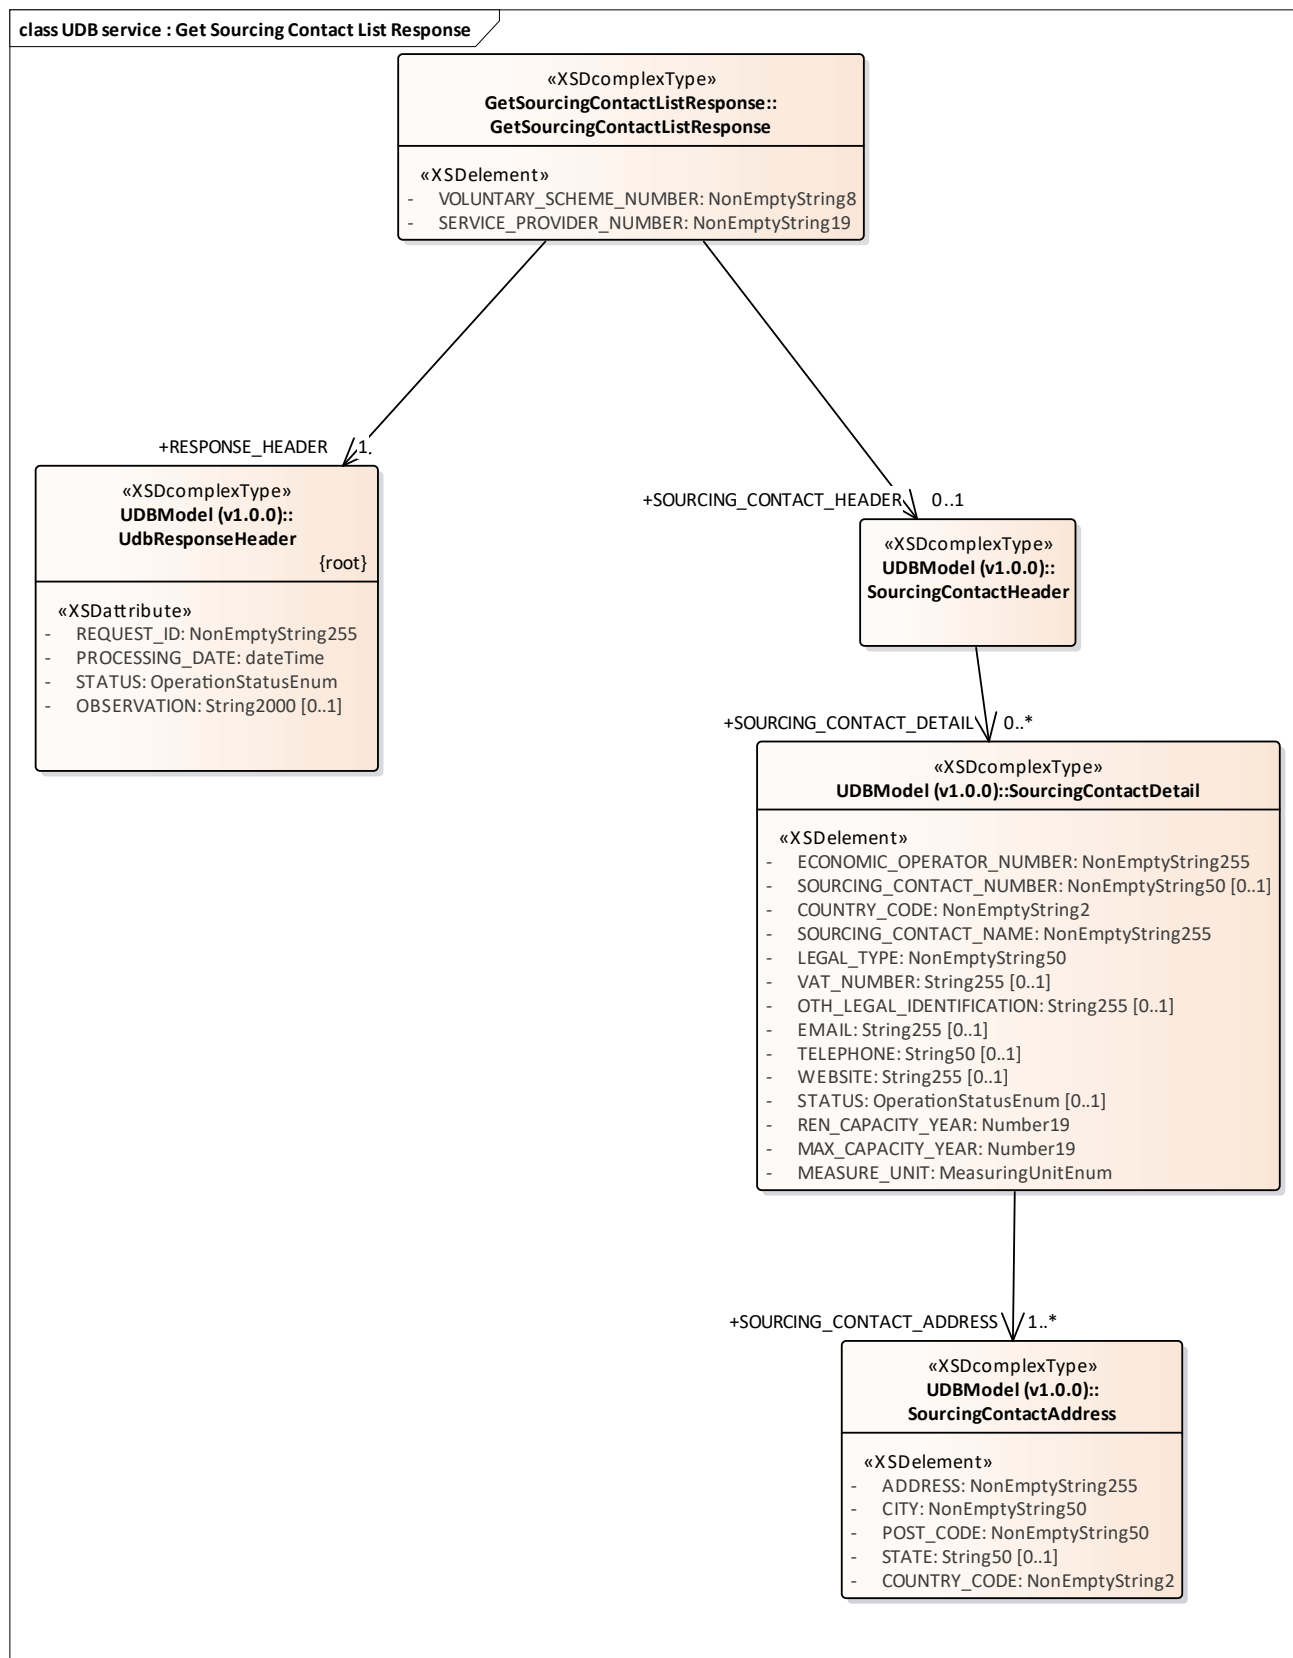 class UDB service : Get Sourcing Contact List Response
«XSDcomplexType»
GetSourcingContactListResponse::
GetSourcingContactListResponse
«XSDelement»
- VOLUNTARY_SCHEME_NUMBER: NonEmptyString8
- SERVICE_PROVIDER_NUMBER: NonEmptyString19
+RESPONSE_HEADER 1.
«XSDcomplexType»
UDBModel (v1.0.0)::
UdbResponseHeader
{root}
«XSDattribute»
- REQUEST_ID: NonEmptyString255
- PROCESSING_DATE: dateTime
- STATUS: OperationStatusEnum
- OBSERVATION: String2000 [0..1]
+SOURCING_CONTACT_HEADER 0..1
«XSDcomplexType»
UDBModel (v1.0.0)::
SourcingContactHeader
+SOURCING_CONTACT_DETAIL 0..*
«XSDcomplexType»
UDBModel (v1.0.0)::SourcingContactDetail
«XSDelement»
- ECONOMIC_OPERATOR_NUMBER: NonEmptyString255
- SOURCING_CONTACT_NUMBER: NonEmptyString50 [0..1]
- COUNTRY_CODE: NonEmptyString2
- SOURCING_CONTACT_NAME: NonEmptyString255
- LEGAL_TYPE: NonEmptyString50
- VAT_NUMBER: String255 [0..1]
- OTH_LEGAL_IDENTIFICATION: String255 [0..1]
- EMAIL: String255 [0..1]
- TELEPHONE: String50 [0..1]
- WEBSITE: String255 [0..1]
- STATUS: OperationStatusEnum [0..1]
- REN_CAPACITY_YEAR: Number19
- MAX_CAPACITY_YEAR: Number19
- MEASURE_UNIT: MeasuringUnitEnum
+SOURCING_CONTACT_ADDRESS 1..*
«XSDcomplexType»
UDBModel (v1.0.0)::
SourcingContactAddress
«XSDelement»
- ADDRESS: NonEmptyString255
- CITY: NonEmptyString50
- POST_CODE: NonEmptyString50
- STATE: String50 [0..1]
- COUNTRY_CODE: NonEmptyString2